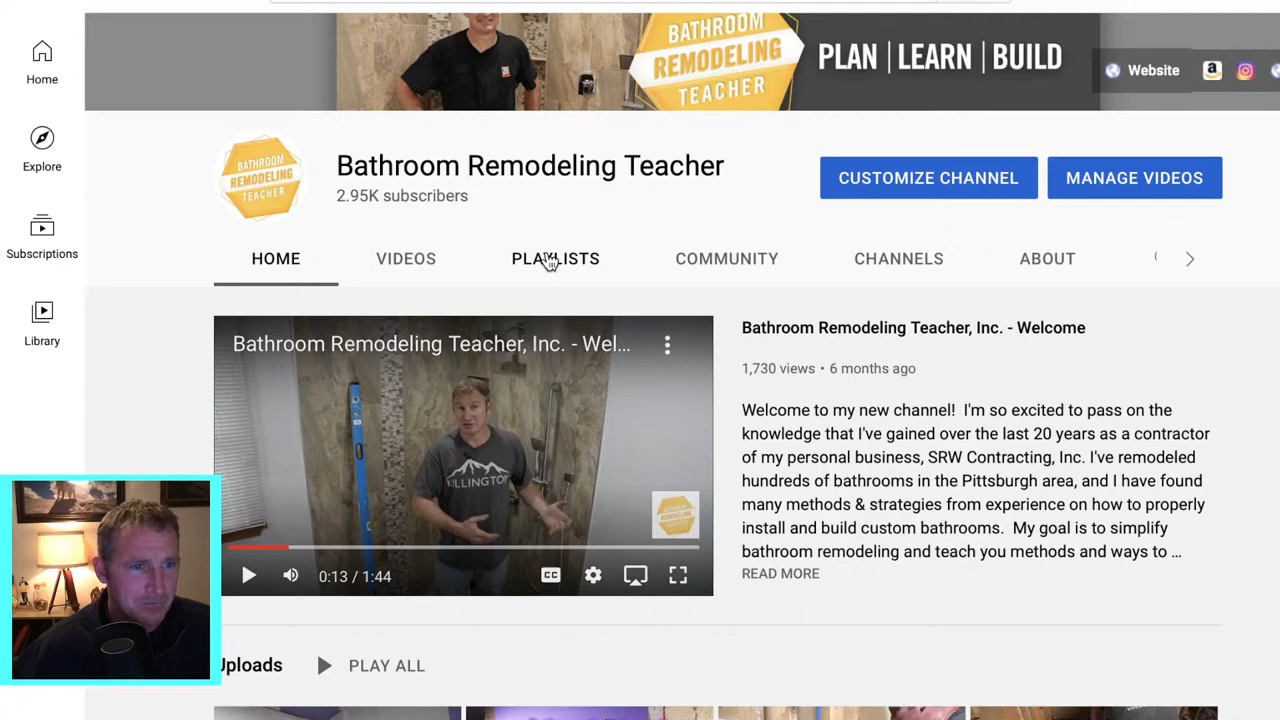 BATHROOM
REMODELING
TEACHER
PLAN | LEARN | BUILD
Website
Home
Explore
Subscriptions
Library
BATHROOM
REMODELING
TEACHER
Bathroom Remodeling Teacher
2.95K subscribers
CUSTOMIZE CHANNEL
MANAGE VIDEOS
HOME
VIDEOS
PLAYLISTS
COMMUNITY
CHANNELS
ABOUT
Bathroom Remodeling Teacher, Inc. - Wel...
KILLINGTON
0:13 / 1:44
CC
Bathroom Remodeling Teacher, Inc. - Welcome
1,730 views • 6 months ago
Welcome to my new channel! I'm so excited to pass on the
knowledge that I've gained over the last 20 years as a contractor
of my personal business, SRW Contracting, Inc. I've remodeled
hundreds of bathrooms in the Pittsburgh area, and I have found
many methods & strategies from experience on how to properly
install and build custom bathrooms. My goal is to simplify
bathroom remodeling and teach you methods and ways to ...
READ MORE
Uploads
PLAY ALL